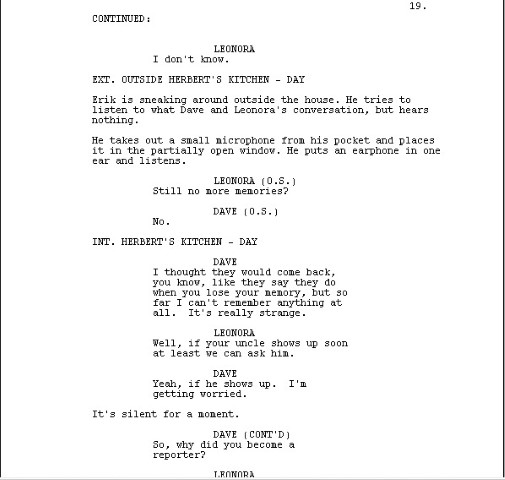 19.
CONTINUED:
LEONORA
I don't know.
EXT. OUTSIDE HERBERT'S KITCHEN - DAY
Erik is sneaking around outside the house. He tries to
listen to what Dave and Leonora's conversation, but hears
nothing.
He takes out a small microphone from his pocket and places
it in the partially open window. He puts an earphone in one
ear and listens.
LEONORA (O.S.)
Still no more memories?
DAVE (O.S.)
No.
INT. HERBERT'S KITCHEN - DAY
DAVE
I thought they would come back,
you know, like they say they do
when you lose your memory, but so
far I can't remember anything at
all. It's really strange.
LEONORA
Well, if your uncle shows up soon
at least we can ask him.
DAVE
Yeah, if he shows up. I'm
getting worried.
It's silent for a moment.
DAVE (CONT'D)
So, why did you become a
reporter?
LEONORA